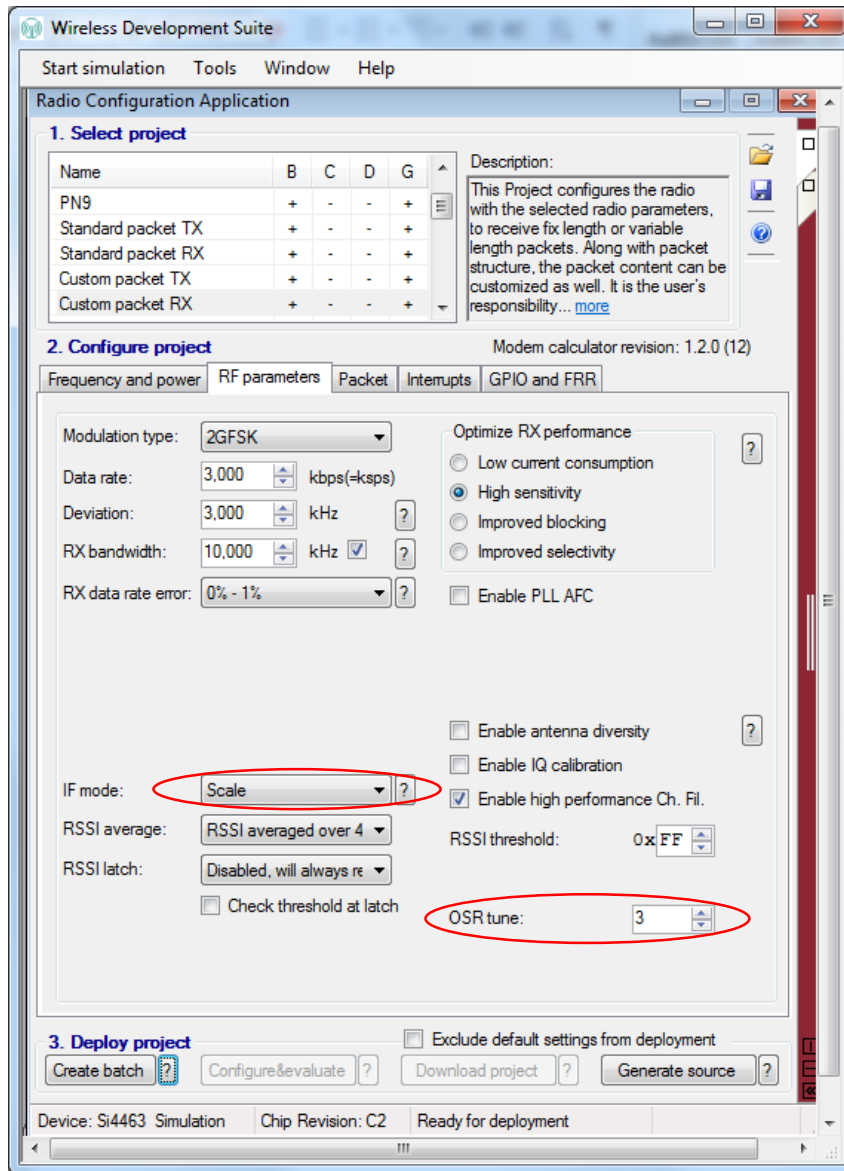 Wireless Development Suite
Start simulation Tools Window Help
Radio Configuration Application
1. Select project
Name B C D G
PN9 + - - +
Standard packet TX + - - +
Standard packet RX + - - +
Custom packet TX + - - +
Custom packet RX + - - +
Description:
This Project configures the radio
with the selected radio parameters,
to receive fix length or variable
length packets. Along with packet
structure, the packet content can be
customized as well. It is the user's
responsibility... more
2. Configure project Modem calculator revision: 1.2.0 (12)
Frequency and power RF parameters Packet Interrupts GPIO and FRR
Modulation type: 2GFSK
Data rate: 3,000 kbps(=ksps)
Deviation: 3,000 kHz ?
RX bandwidth: 10,000 kHz ?
RX data rate error: 0% - 1% ?
Optimize RX performance ?
Low current consumption
High sensitivity
Improved blocking
Improved selectivity
Enable PLL AFC
Enable antenna diversity ?
Enable IQ calibration
IF mode: Scale ? Enable high performance Ch. Fil.
RSSI average: RSSI averaged over 4 RSSI threshold: 0xFF
RSSI latch: Disabled, will always re
Check threshold at latch
OSR tune: 3
3. Deploy project Exclude default settings from deployment
Create batch ? Configure&evaluate ? Download project ? Generate source ?
Device: Si4463 Simulation Chip Revision: C2 Ready for deployment